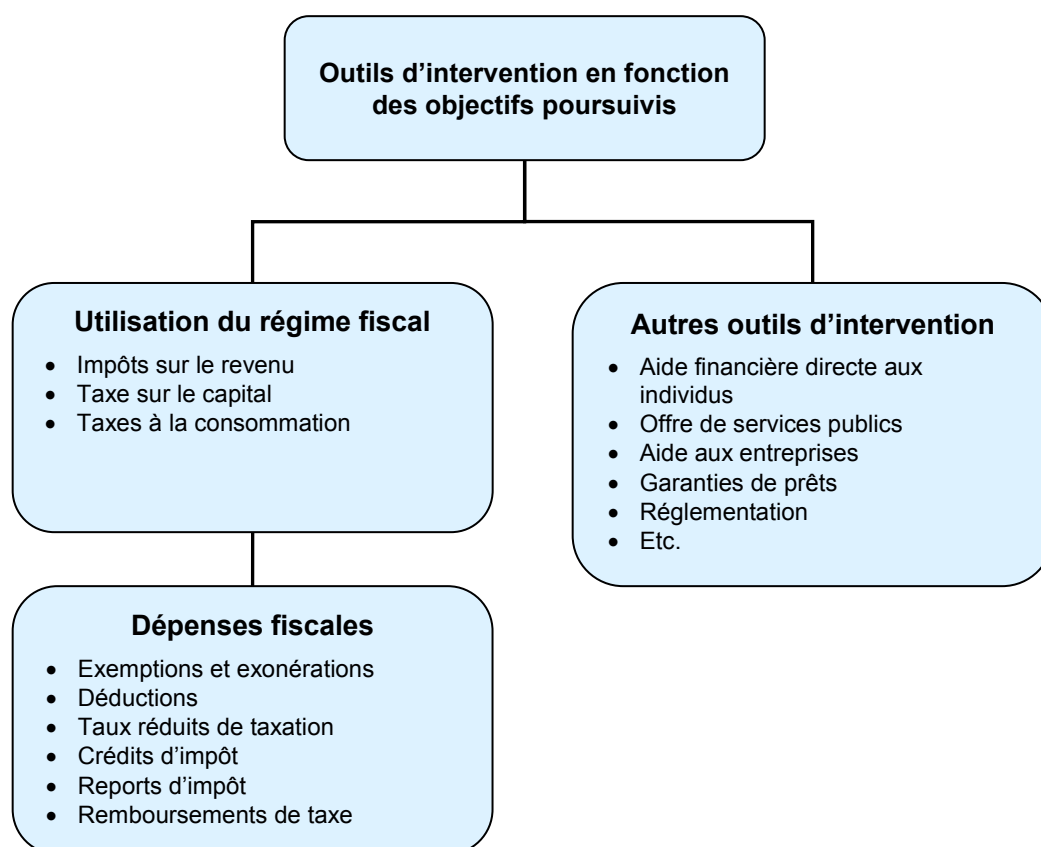 Outils d’intervention en fonction
des objectifs poursuivis
Utilisation du régime fiscal
• Impôts sur le revenu
• Taxe sur le capital
• Taxes à la consommation
Autres outils d’intervention
• Aide financière directe aux
individus
• Offre de services publics
• Aide aux entreprises
• Garanties de prêts
• Réglementation
• Etc.
Dépenses fiscales
• Exemptions et exonérations
• Déductions
• Taux réduits de taxation
• Crédits d’impôt
• Reports d’impôt
• Remboursements de taxe